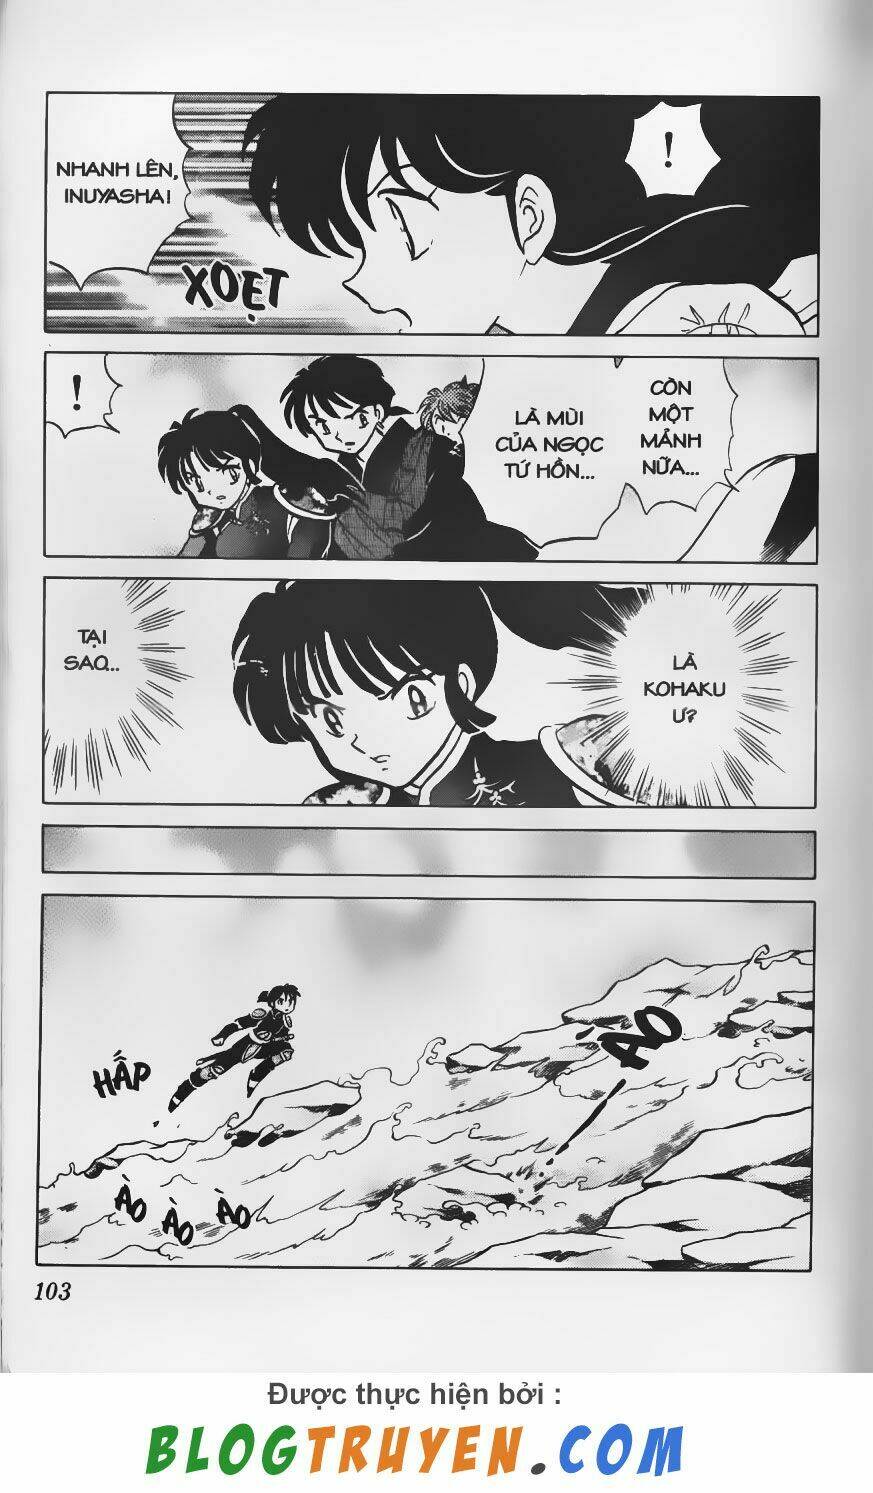 NHANH LÊN,
INUYASHA!
!
XOẸT
!
LÀ MÙI
CỦA NGỌC
TỨ HỒN...
CÒN
MỘT
MẢNH
NỮA...
TẠI
SAO...
LÀ
KOHAKU
Ư?
HẤP
ÀO
ÀO
ÀO
ÀO
103
Được thực hiện bởi :
BLOGTRUYEN.COM